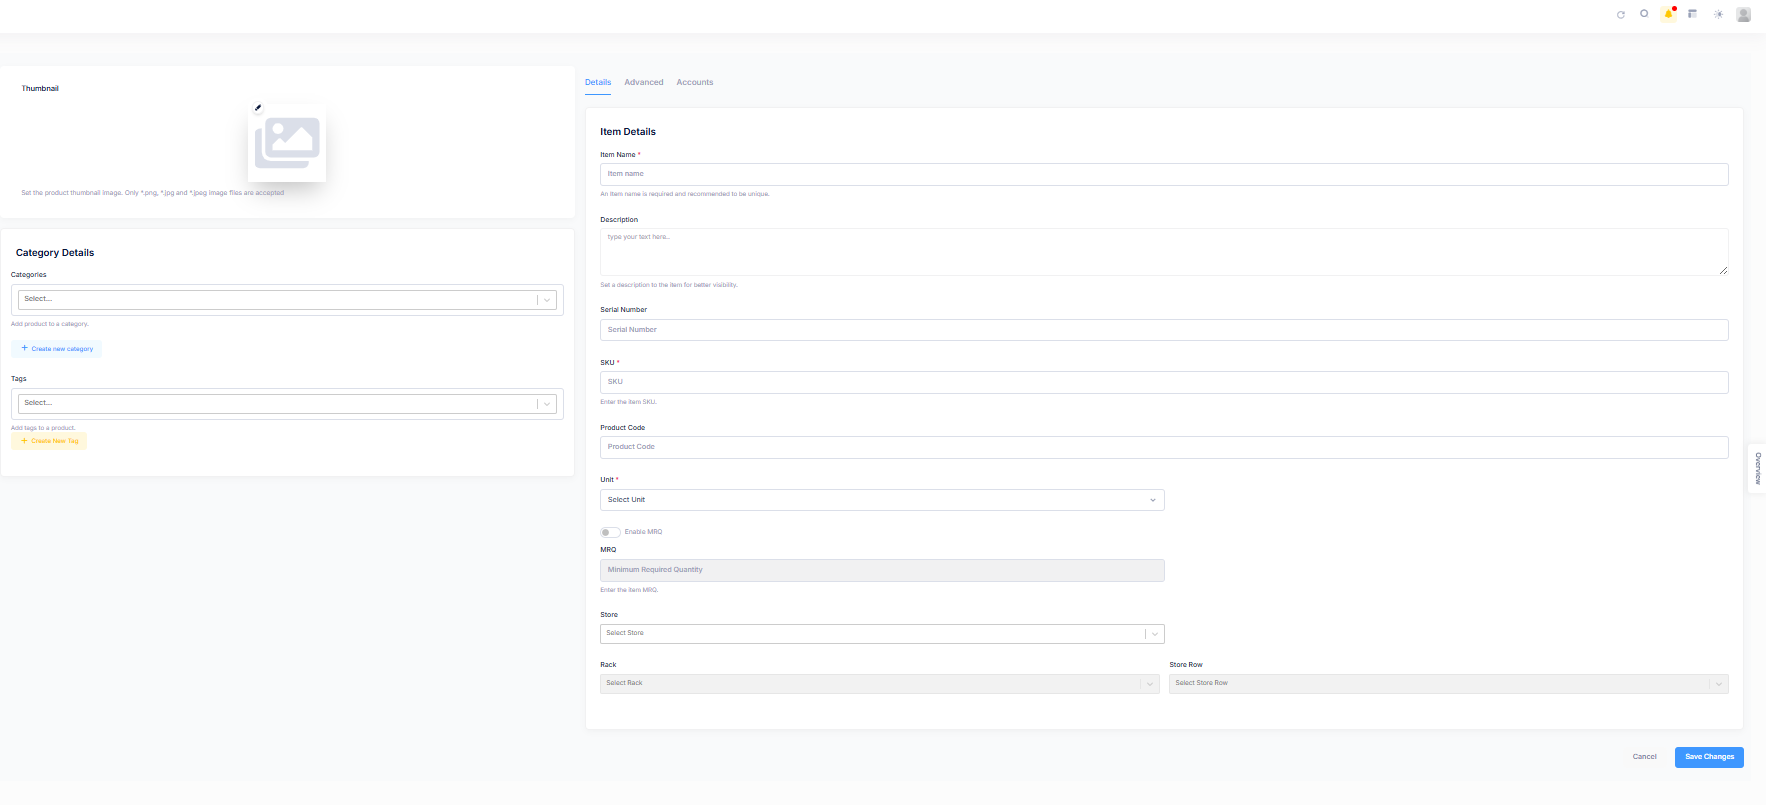 Thumbnail
Set the product thumbnail image. Only *.png, *.jpg and *.jpeg image files are accepted
Category Details
Categories
Select...
Add product to a category.
+ Create new category
Tags
Select...
Add tags to a product.
+ Create New Tag
Details Advanced Accounts
Item Details
Item Name *
Item name
An item name is required and recommended to be unique.
Description
type your text here...
Set a description to the item for better visibility.
Serial Number
Serial Number
SKU *
SKU
Enter the item SKU.
Product Code
Product Code
Unit *
Select Unit
Enable MRQ
MRQ
Minimum Required Quantity
Enter the item MRQ.
Store
Select Store
Rack Store Row
Select Rack Select Store Row
Cancel Save Changes
Overview